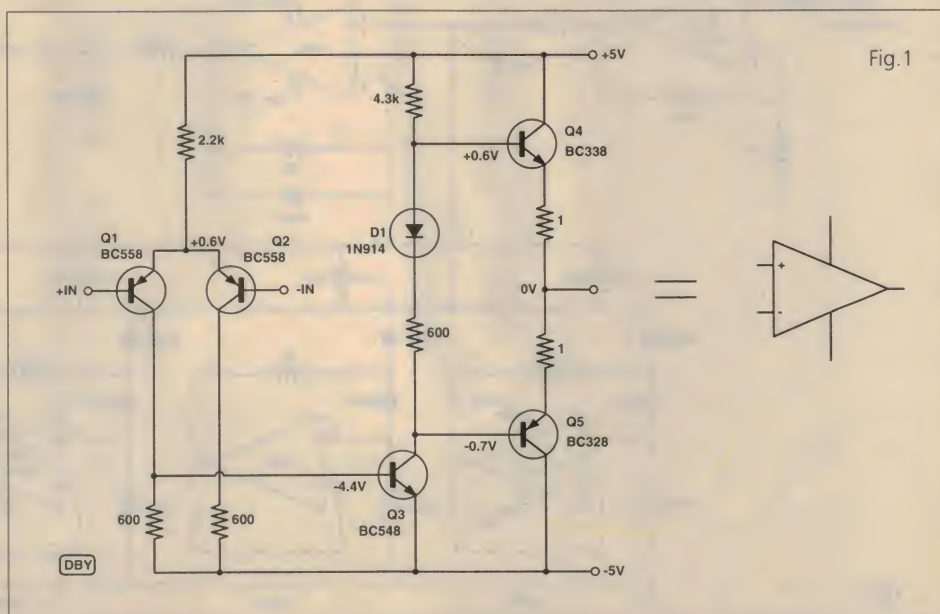 Fig.1
+5V
4.3k
Q4
BC338
2.2k
+0.6V
1
D1
1N914
Q1
BC558
+0.6V
Q2
BC558
+IN
-IN
0V
+
-
600
1
Q5
BC328
-0.7V
-4.4V
Q3
BC548
600
600
DBY
-5V